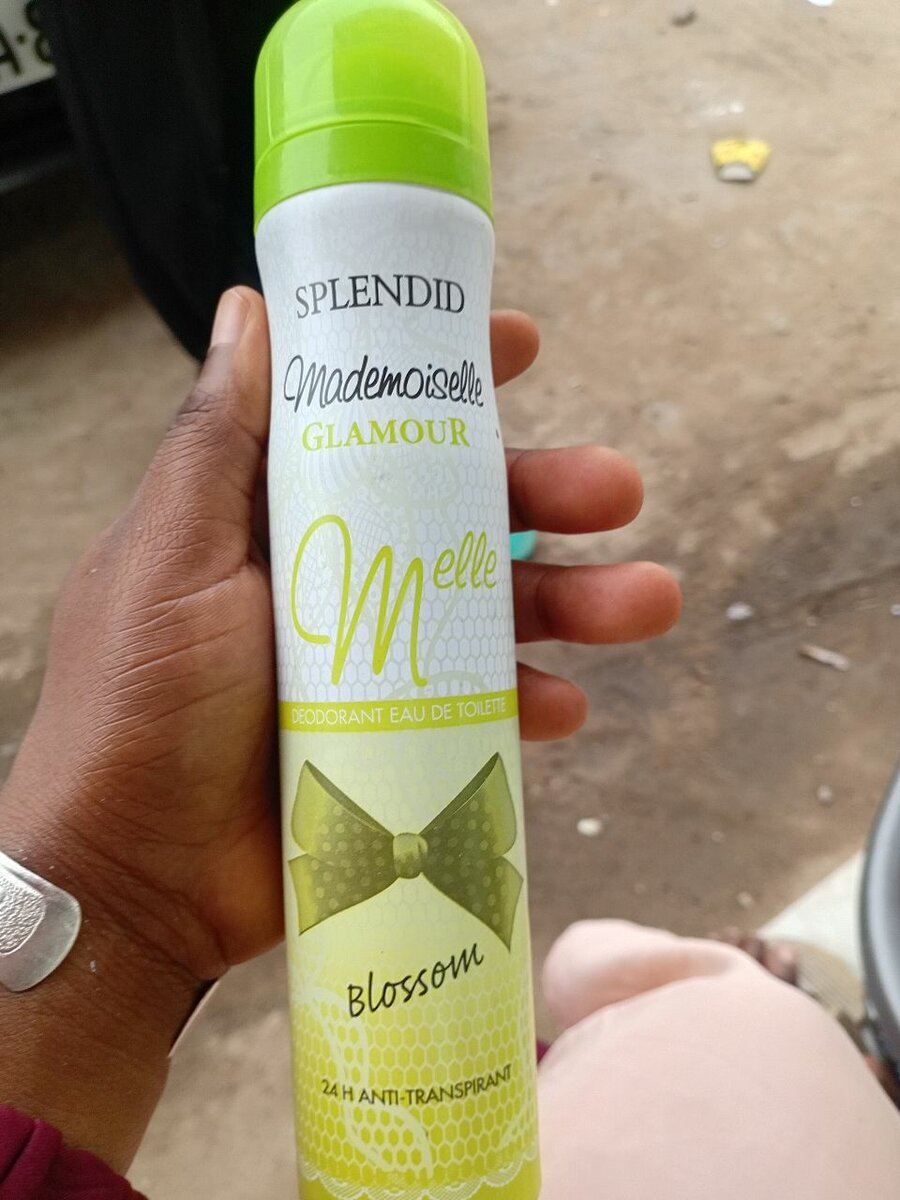 SPLENDID
Mademoiselle
GLAMOUR
Melle
DEODORANT EAU DE TOILETTE
Blossom
24 H ANTI-TRANSPIRANT